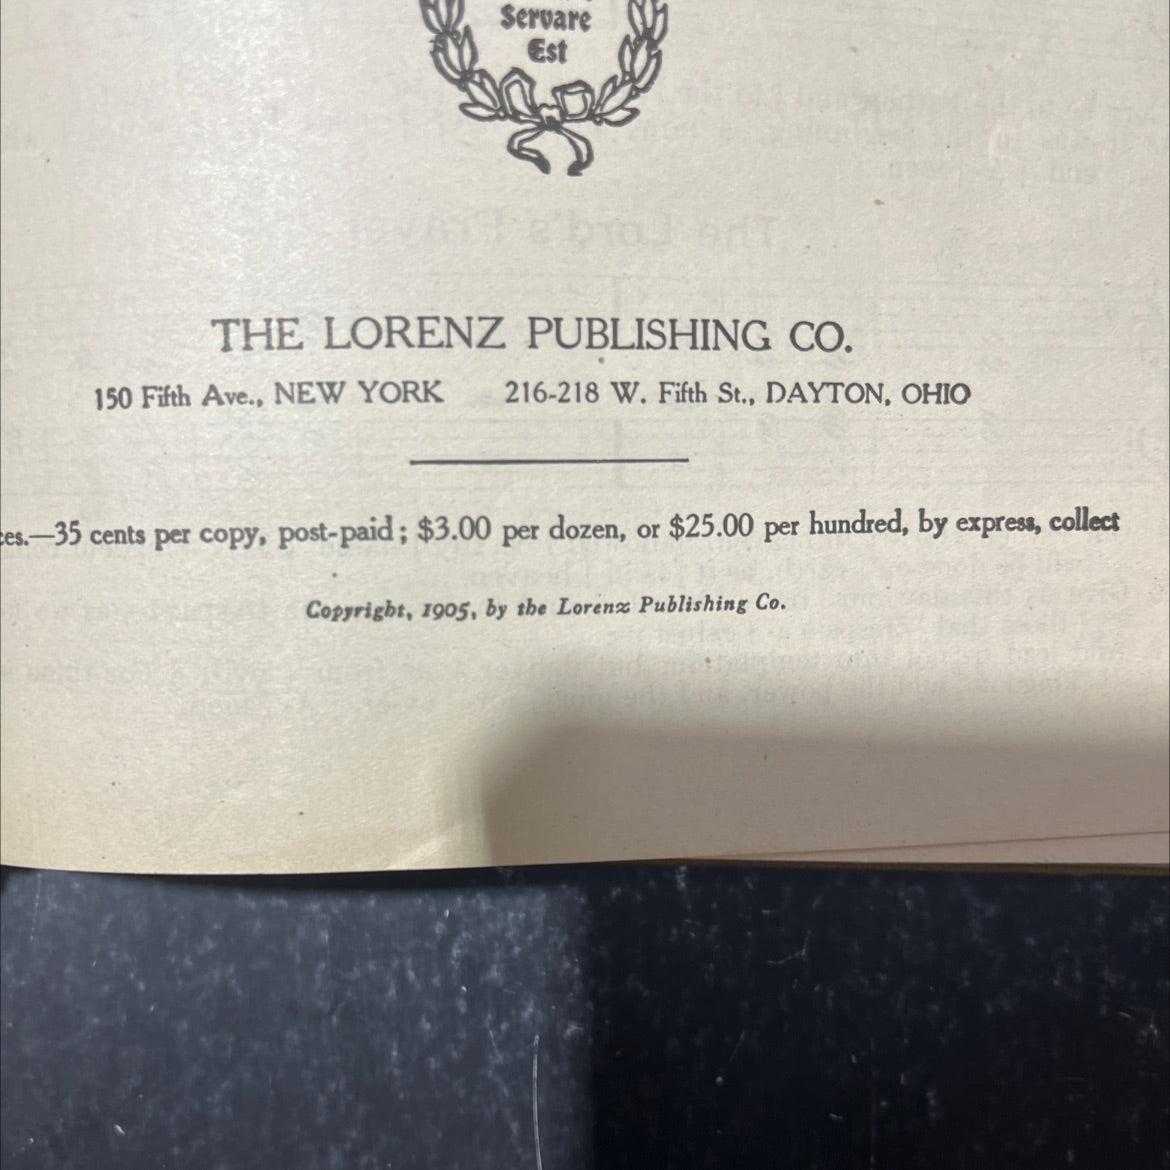 Servare
Est
THE LORENZ PUBLISHING CO.
150 Fifth Ave., NEW YORK 216-218 W. Fifth St., DAYTON, OHIO
ces.—35 cents per copy, post-paid; $3.00 per dozen, or $25.00 per hundred, by express, collect
Copyright, 1905, by the Lorenz Publishing Co.